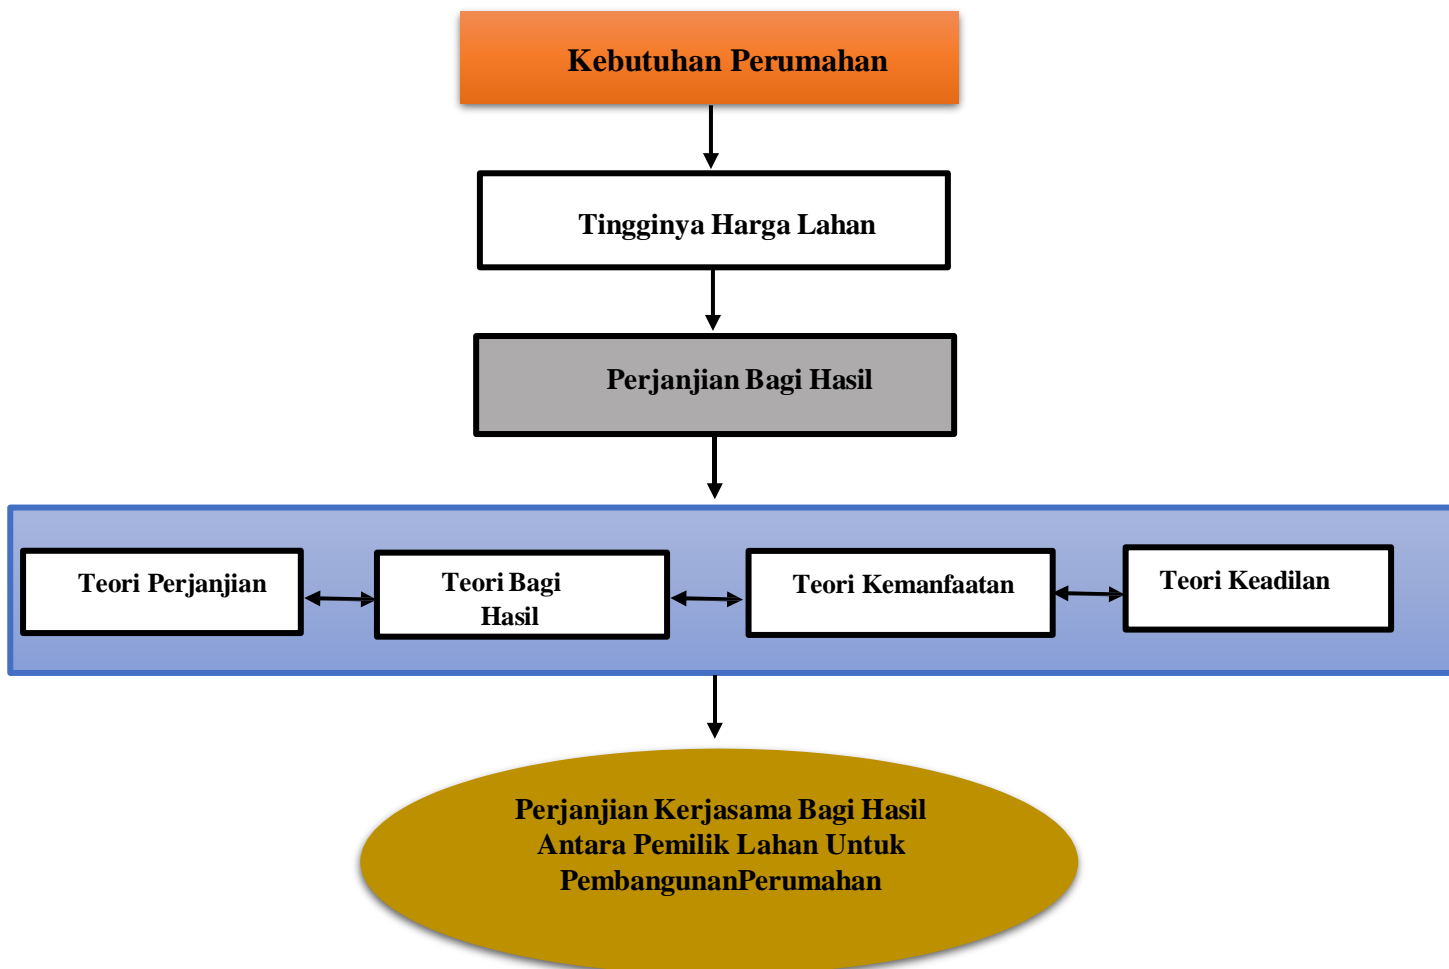 Kebutuhan Perumahan
Tingginya Harga Lahan
Perjanjian Bagi Hasil
Teori Perjanjian
Teori Bagi
Hasil
Teori Kemanfaatan
Teori Keadilan
Perjanjian Kerjasama Bagi Hasil
Antara Pemilik Lahan Untuk
PembangunanPerumahan